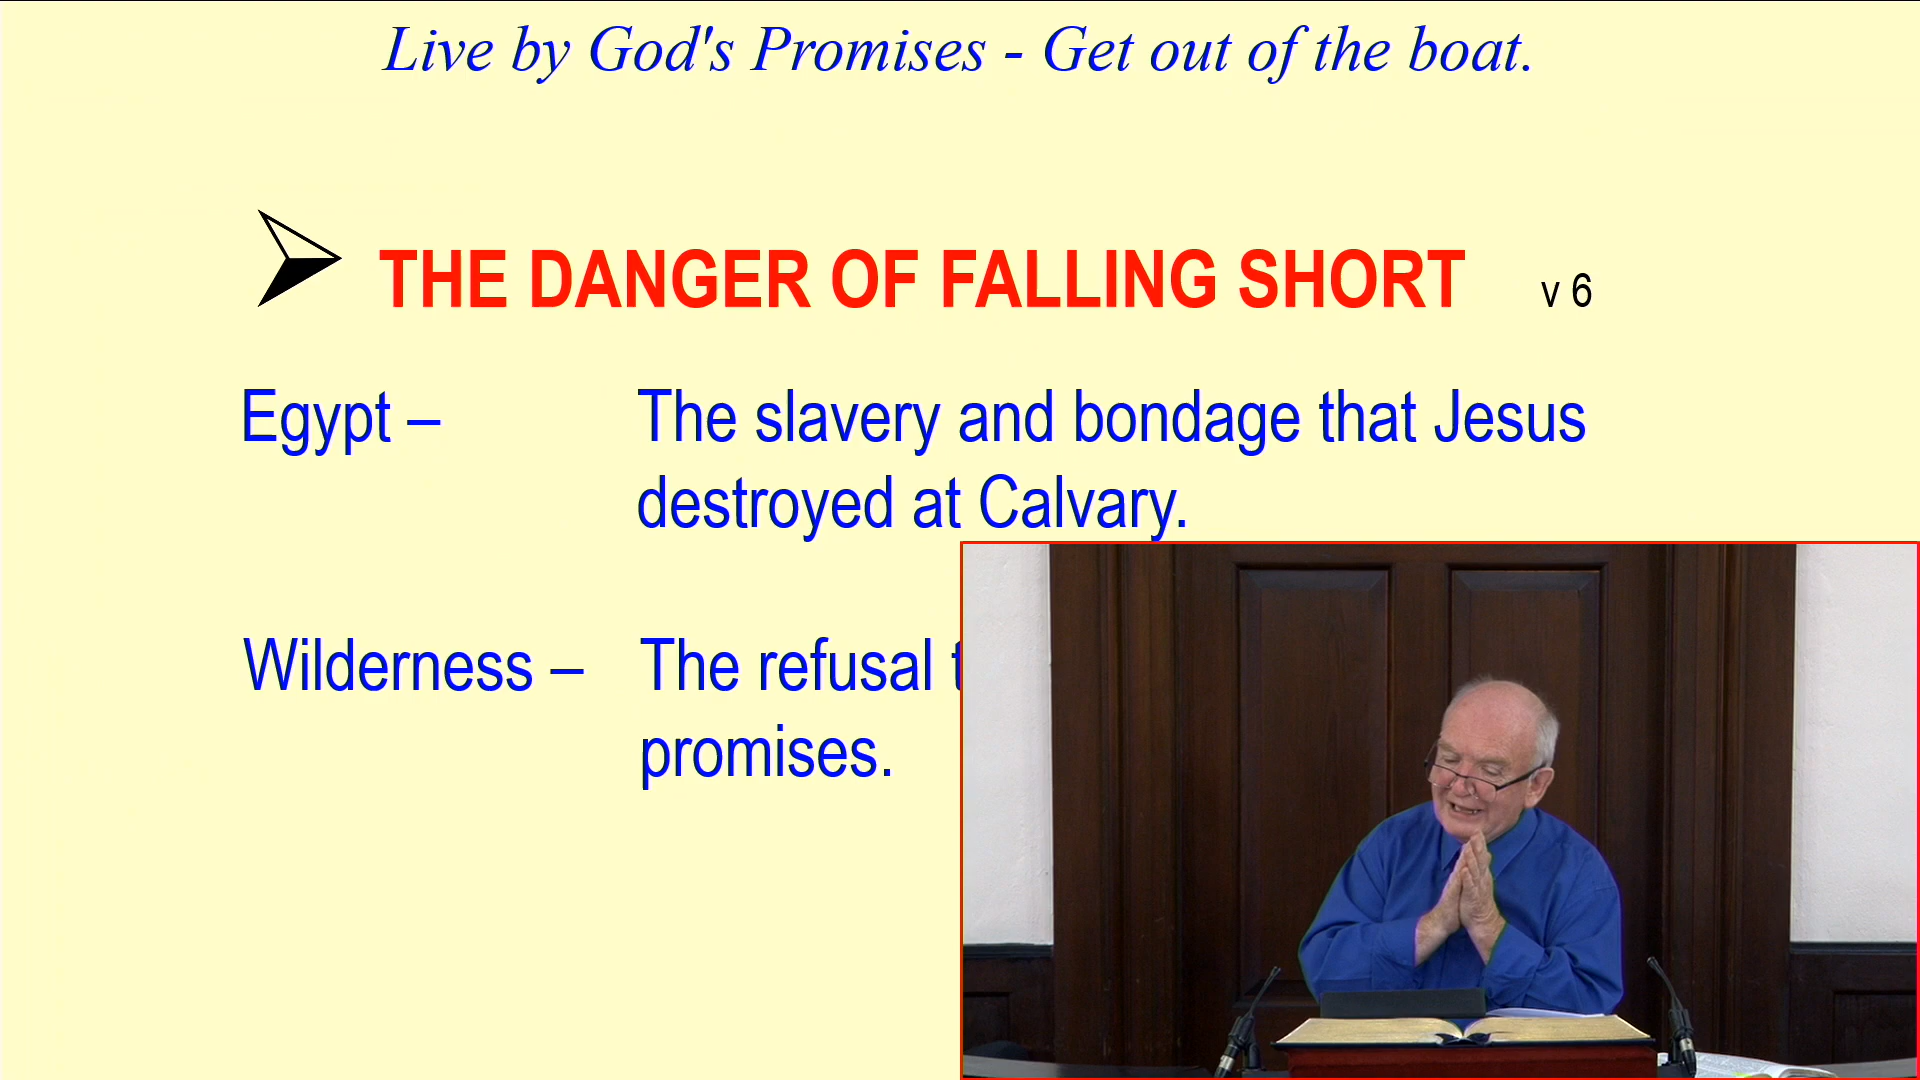 Live by God's Promises - Get out of the boat.
THE DANGER OF FALLING SHORT v 6
Egypt – The slavery and bondage that Jesus
destroyed at Calvary.
Wilderness – The refusal
promises.